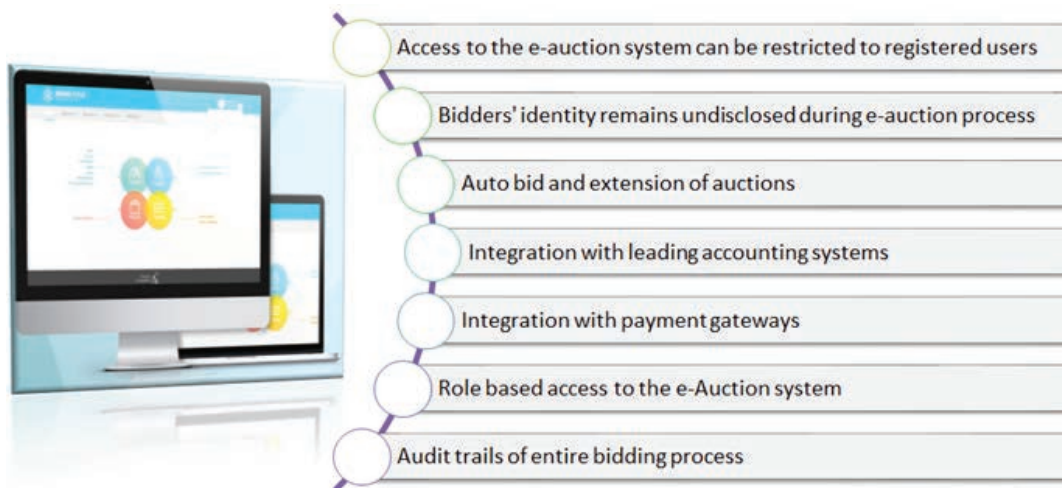 Access to the e-auction system can be restricted to registered users
Bidders' identity remains undisclosed during e-auction process
Auto bid and extension of auctions
Integration with leading accounting systems
Integration with payment gateways
Role based access to the e-Auction system
Audit trails of entire bidding process